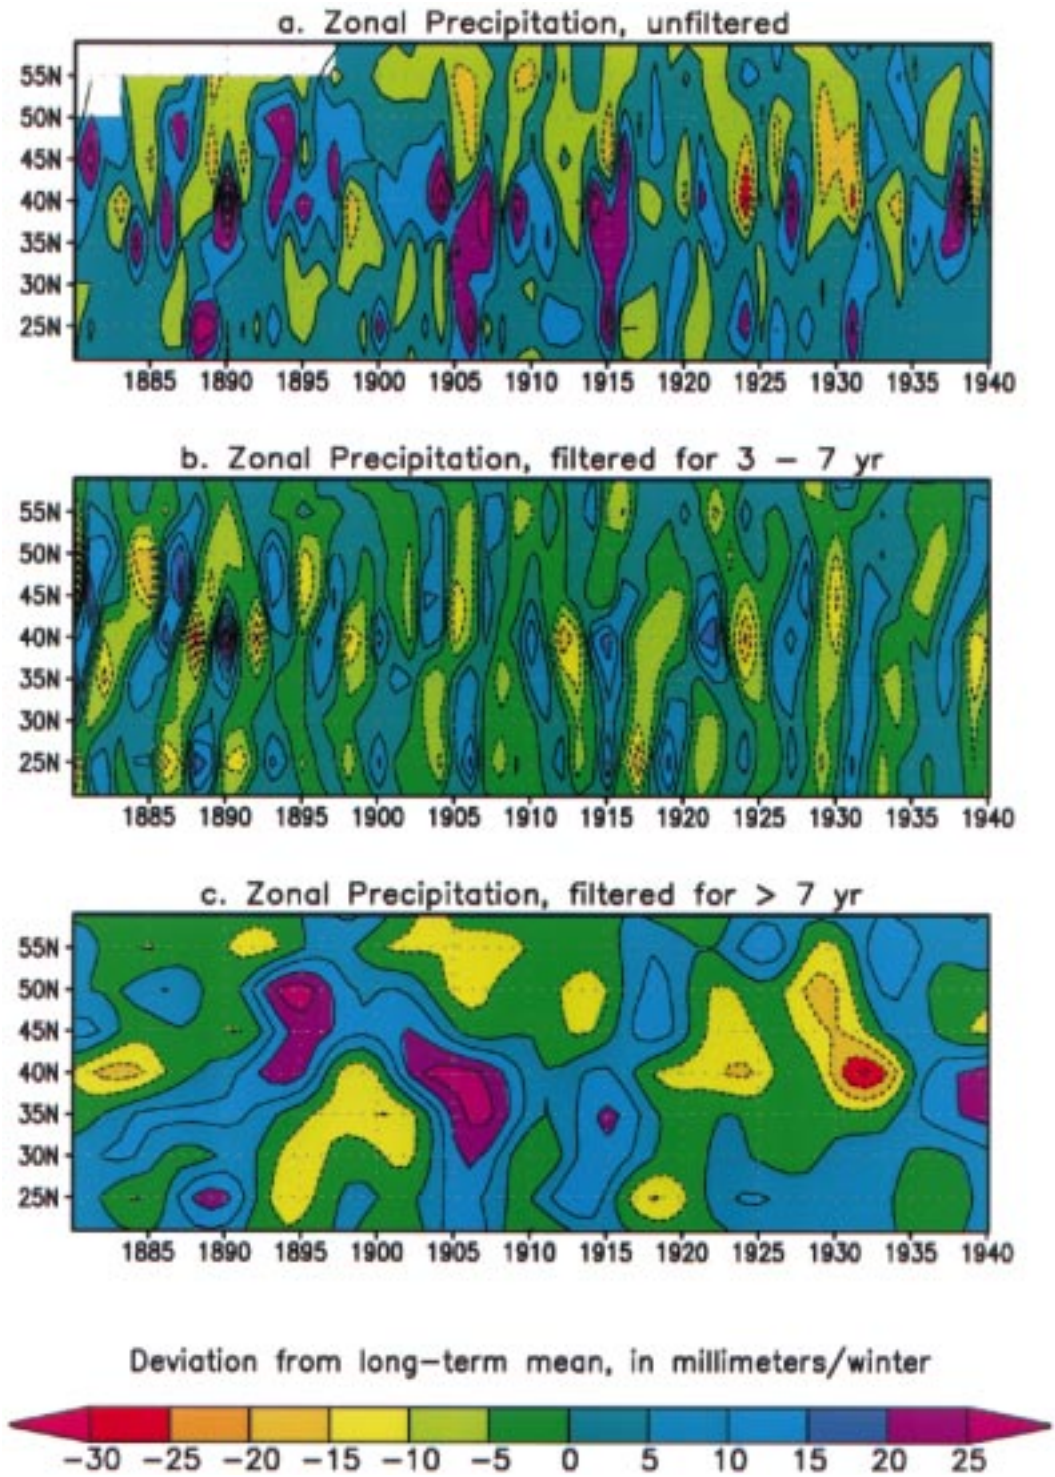 a. Zonal Precipitation, unfiltered
55N
50N
45N
40N
35N
30N
25N
1885 1890 1895 1900 1905 1910 1915 1920 1925 1930 1935 1940
b. Zonal Precipitation, filtered for 3 – 7 yr
55N
50N
45N
40N
35N
30N
25N
1885 1890 1895 1900 1905 1910 1915 1920 1925 1930 1935 1940
c. Zonal Precipitation, filtered for > 7 yr
55N
50N
45N
40N
35N
30N
25N
1885 1890 1895 1900 1905 1910 1915 1920 1925 1930 1935 1940
Deviation from long-term mean, in millimeters/winter
-30 -25 -20 -15 -10 -5 0 5 10 15 20 25